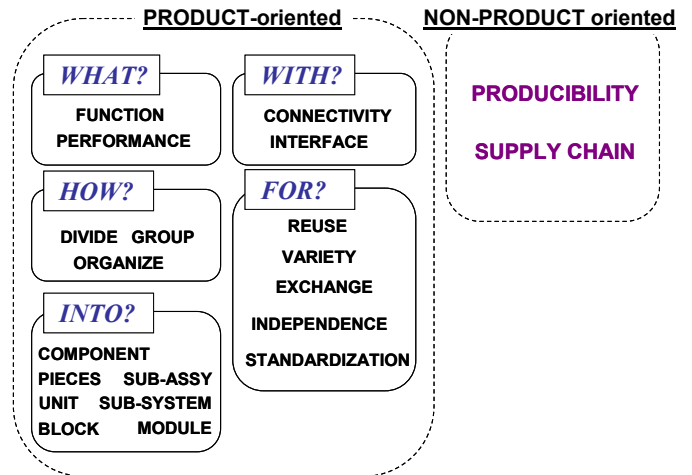 PRODUCT-oriented
WHAT?
FUNCTION
PERFORMANCE
WITH?
CONNECTIVITY
INTERFACE
HOW?
DIVIDE GROUP
ORGANIZE
FOR?
REUSE
VARIETY
EXCHANGE
INDEPENDENCE
STANDARDIZATION
INTO?
COMPONENT
PIECES SUB-ASSY
UNIT SUB-SYSTEM
BLOCK MODULE
NON-PRODUCT oriented
PRODUCIBILITY
SUPPLY CHAIN